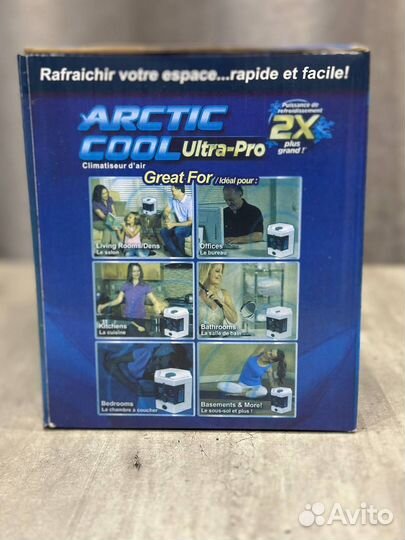 Rafraichir votre espace...rapide et facile!
ARCTIC
COOL Ultra-Pro
Climatiseur d'air
Puissance de
refroidissement
2X
plus
grand !*
Great For / Idéal pour :
Living Rooms/Dens
Le salon
Offices
Le bureau
Kitchens
La cuisine
Bathrooms
La salle de bain
Bedrooms
La chambre à coucher
Basements & More!
Le sous-sol et plus !
Avito